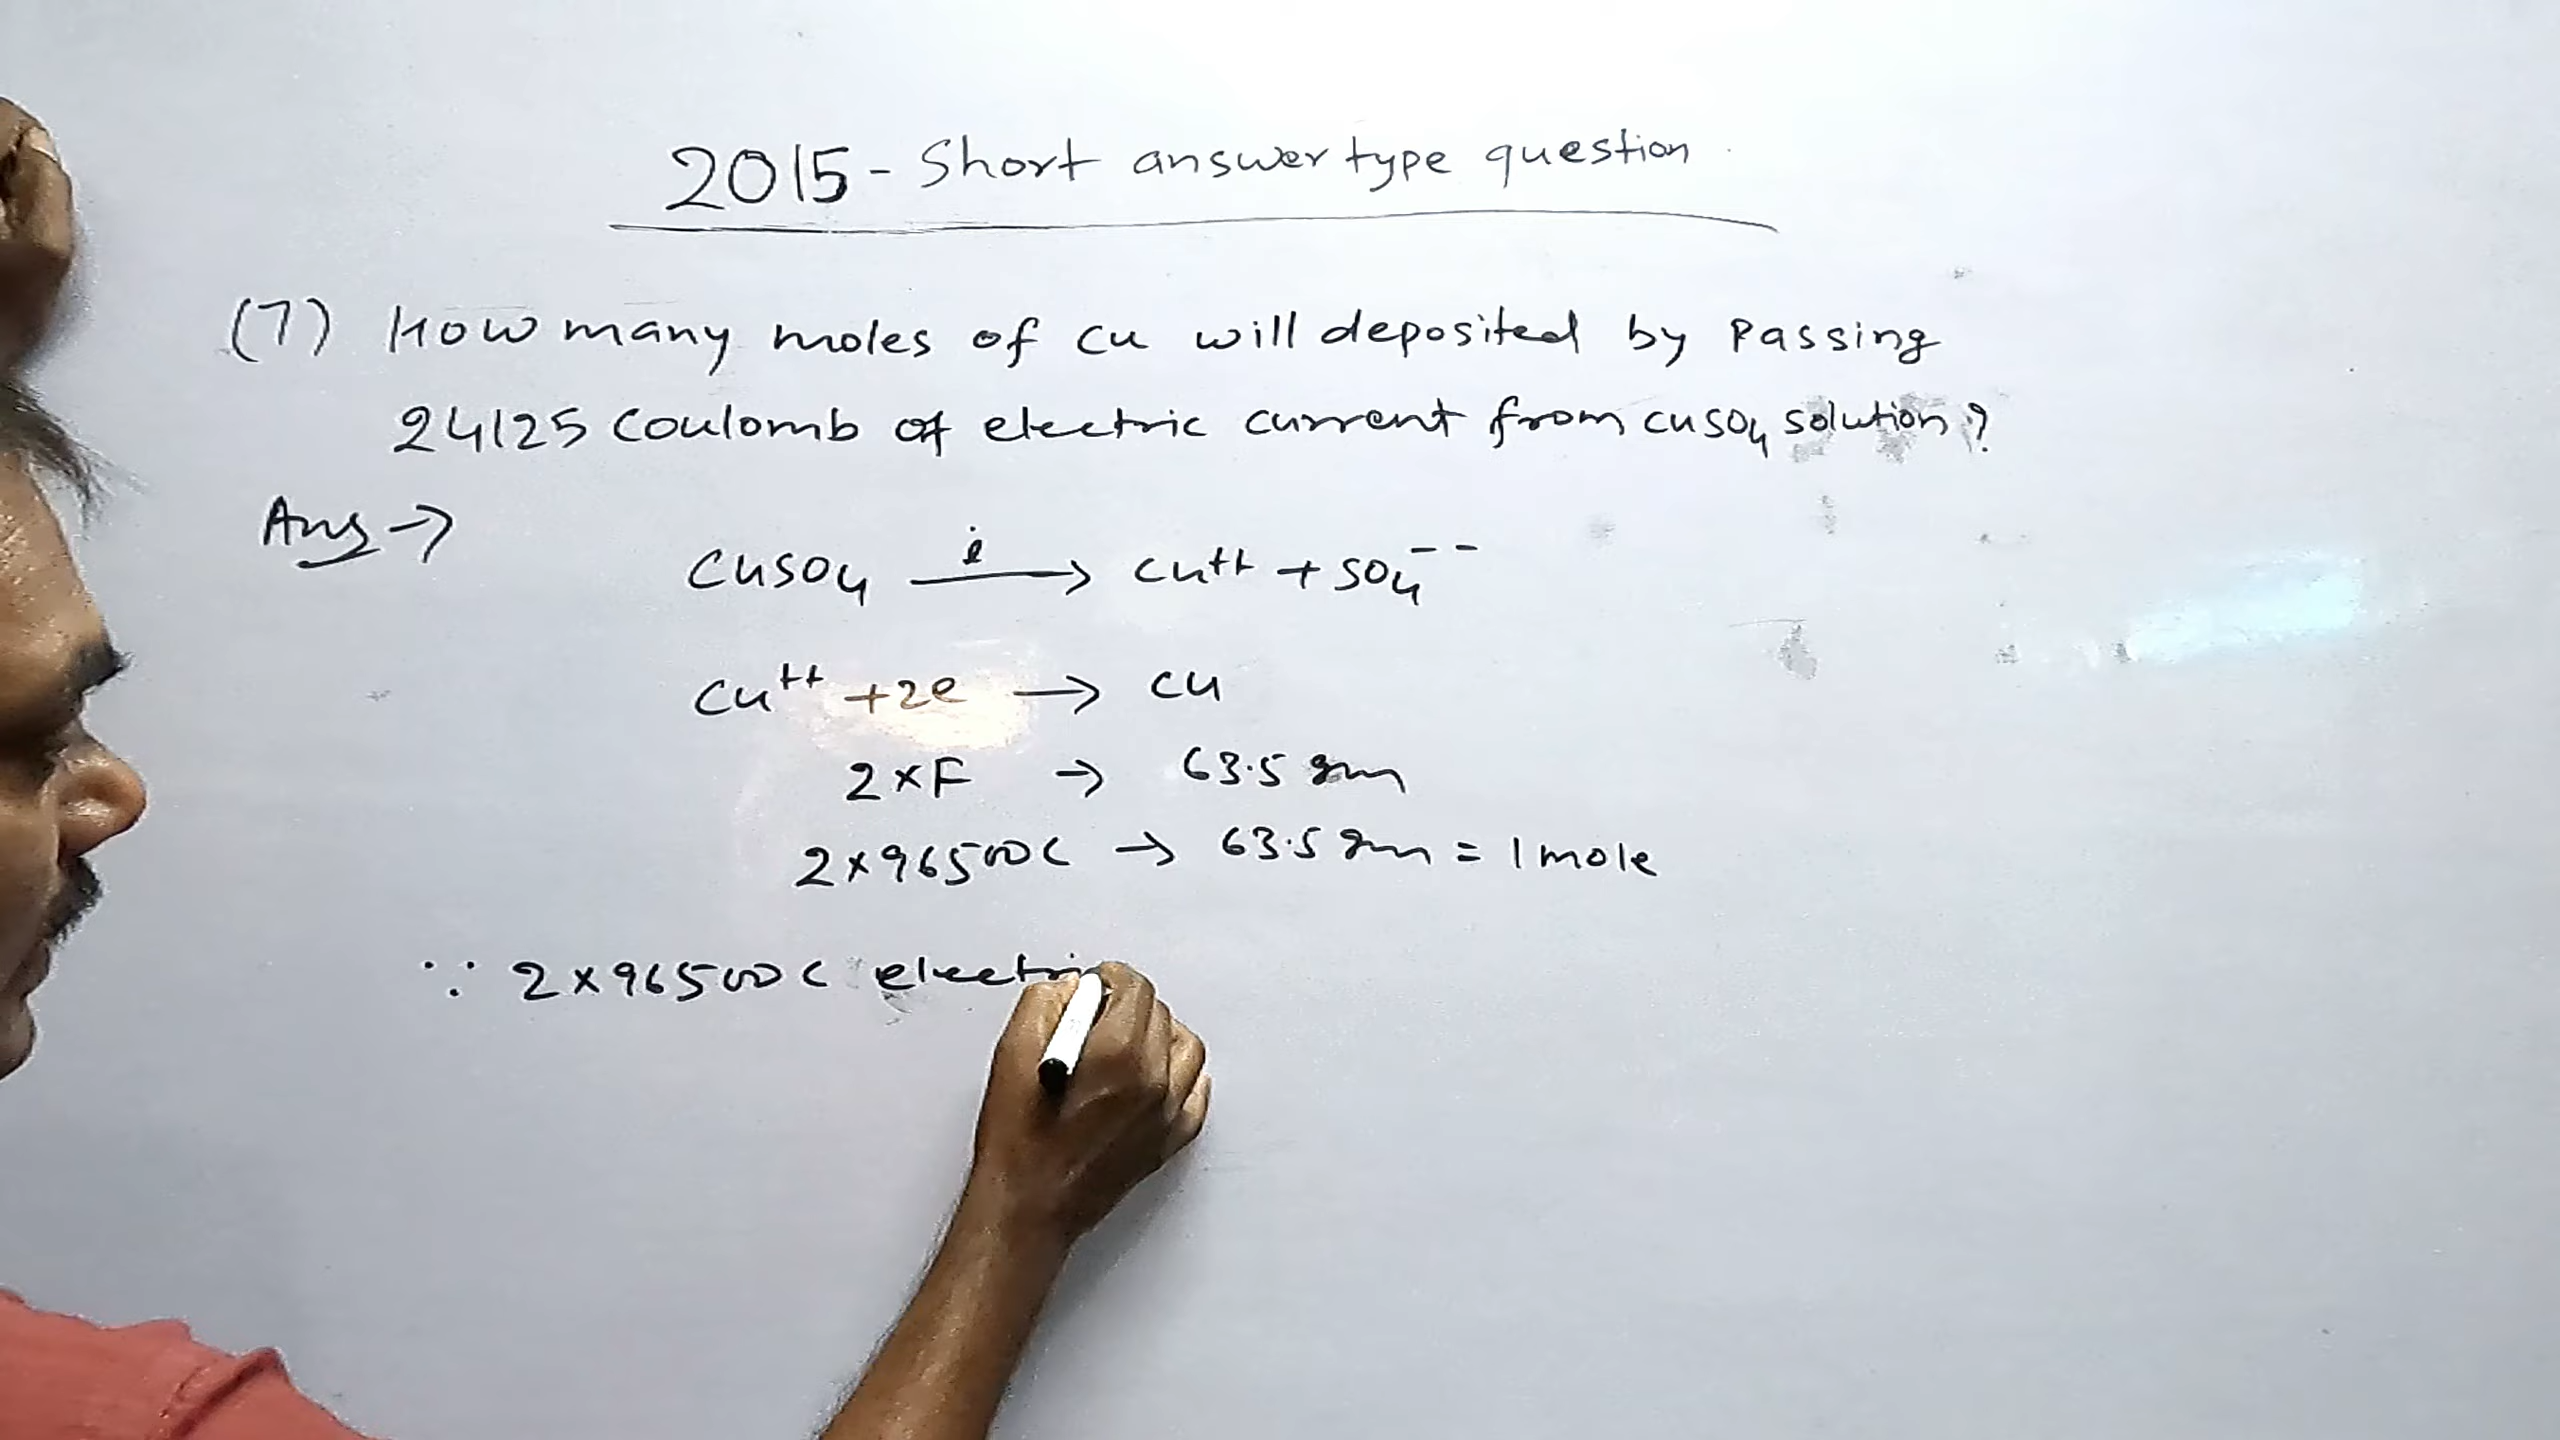 2015 - Short answer type question
(7) How many moles of cu will deposited by Passing
24125 Coulomb of electric current from cuso₄ solution?
Ans →
CuSO₄ → Cu⁺⁺ + SO₄⁻⁻
Cu⁺⁺ + 2e → Cu
2×F → 63.5 gm
2×96500C → 63.5 gm = 1 mole
∵ 2×96500C electric